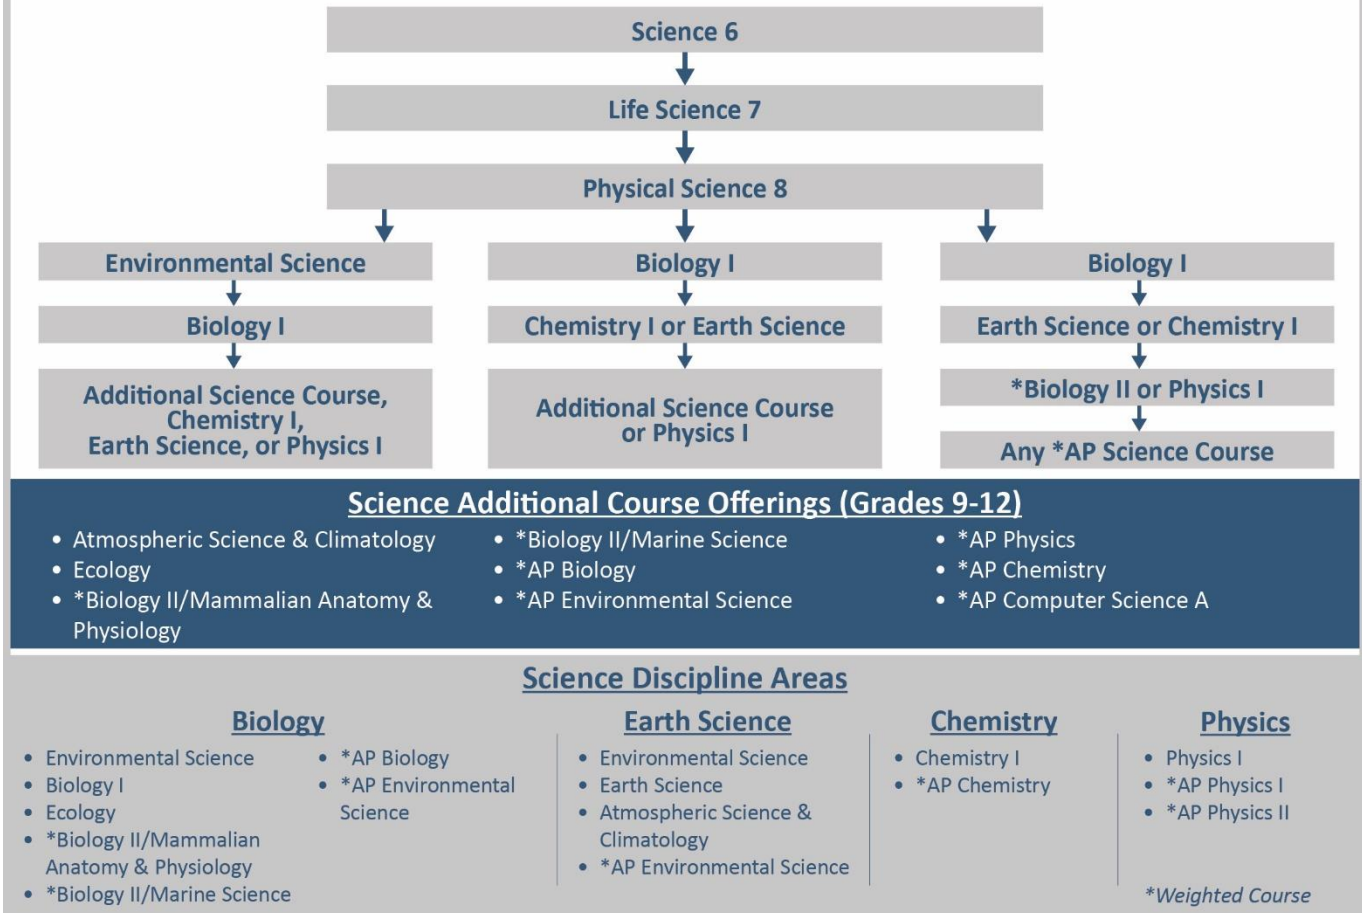 Science 6
Life Science 7
Physical Science 8
Environmental Science
Biology I
Additional Science Course,
Chemistry I,
Earth Science, or Physics I
Biology I
Chemistry I or Earth Science
Additional Science Course
or Physics I
Biology I
Earth Science or Chemistry I
*Biology II or Physics I
Any *AP Science Course
Science Additional Course Offerings (Grades 9-12)
• Atmospheric Science & Climatology
• Ecology
• *Biology II/Mammalian Anatomy &
Physiology
• *Biology II/Marine Science
• *AP Biology
• *AP Environmental Science
• *AP Physics
• *AP Chemistry
• *AP Computer Science A
Science Discipline Areas
Biology
• Environmental Science
• Biology I
• Ecology
• *Biology II/Mammalian
Anatomy & Physiology
• *Biology II/Marine Science
• *AP Biology
• *AP Environmental
Science
Earth Science
• Environmental Science
• Earth Science
• Atmospheric Science &
Climatology
• *AP Environmental Science
Chemistry
• Chemistry I
• *AP Chemistry
Physics
• Physics I
• *AP Physics I
• *AP Physics II
*Weighted Course